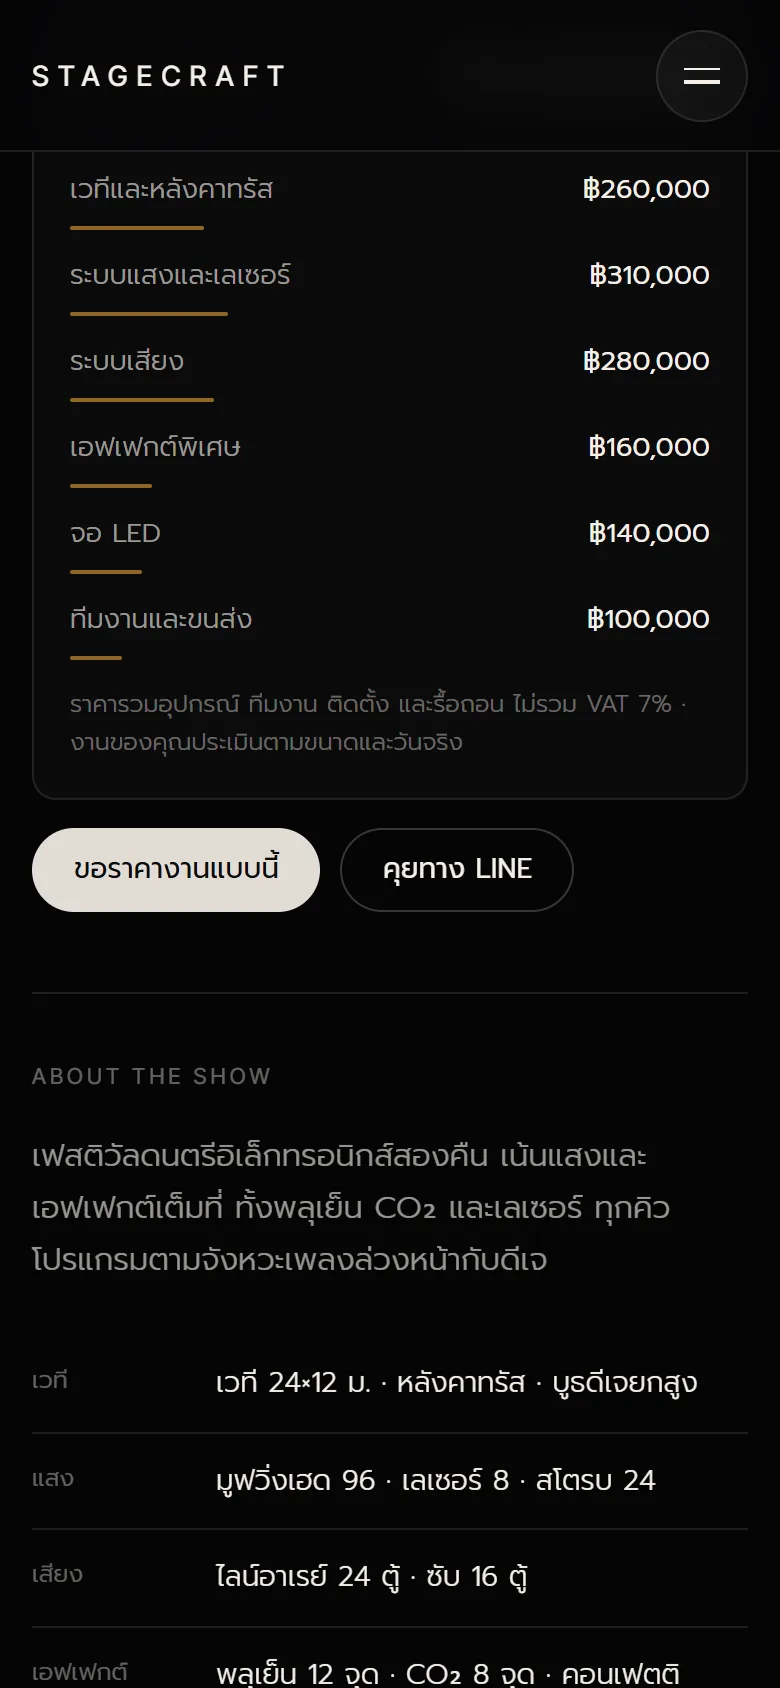 STAGECRAFT
เวทีและหลังคาทรัส ฿260,000
ระบบแสงและเลเซอร์ ฿310,000
ระบบเสียง ฿280,000
เอฟเฟกต์พิเศษ ฿160,000
จอ LED ฿140,000
ทีมงานและขนส่ง ฿100,000
ราคารวมอุปกรณ์ ทีมงาน ติดตั้ง และรื้อถอน ไม่รวม VAT 7% ·
งานของคุณประเมินตามขนาดและวันจริง
ขอราคางานแบบนี้ คุยทาง LINE
ABOUT THE SHOW
เฟสติวัลดนตรีอิเล็กทรอนิกส์สองคืน เน้นแสงและ
เอฟเฟกต์เต็มที่ ทั้งพลุเย็น CO₂ และเลเซอร์ ทุกคิว
โปรแกรมตามจังหวะเพลงล่วงหน้ากับดีเจ
เวที เวที 24×12 ม. · หลังคาทรัส · บูธดีเจยกสูง
แสง มูฟวิ่งเฮด 96 · เลเซอร์ 8 · สโตรบ 24
เสียง ไลน์อาเรย์ 24 ตู้ · ซับ 16 ตู้
เอฟเฟกต์ พลุเย็น 12 จุด · CO₂ 8 จุด · คอนเฟตติ